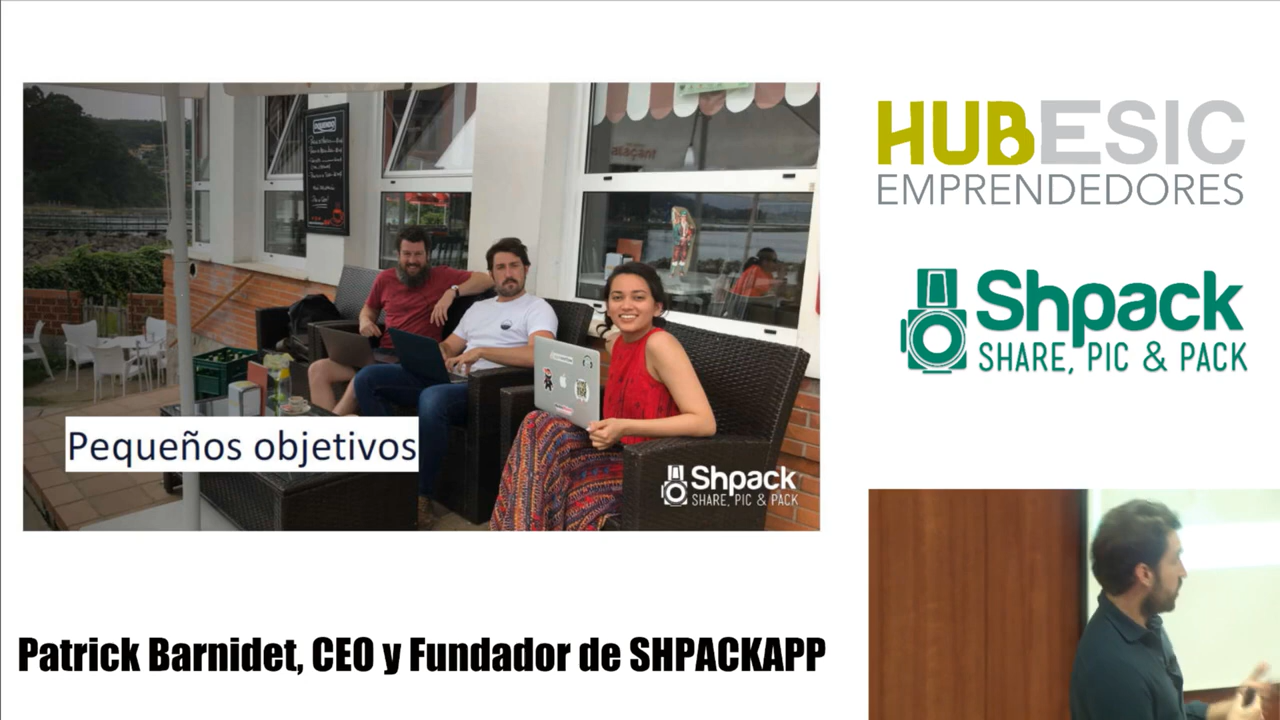 HUBESIC
EMPRENDEDORES
Shpack
SHARE, PIC & PACK
Pequeños objetivos
Shpack
SHARE, PIC & PACK
Patrick Barnidet, CEO y Fundador de SHPACKAPP